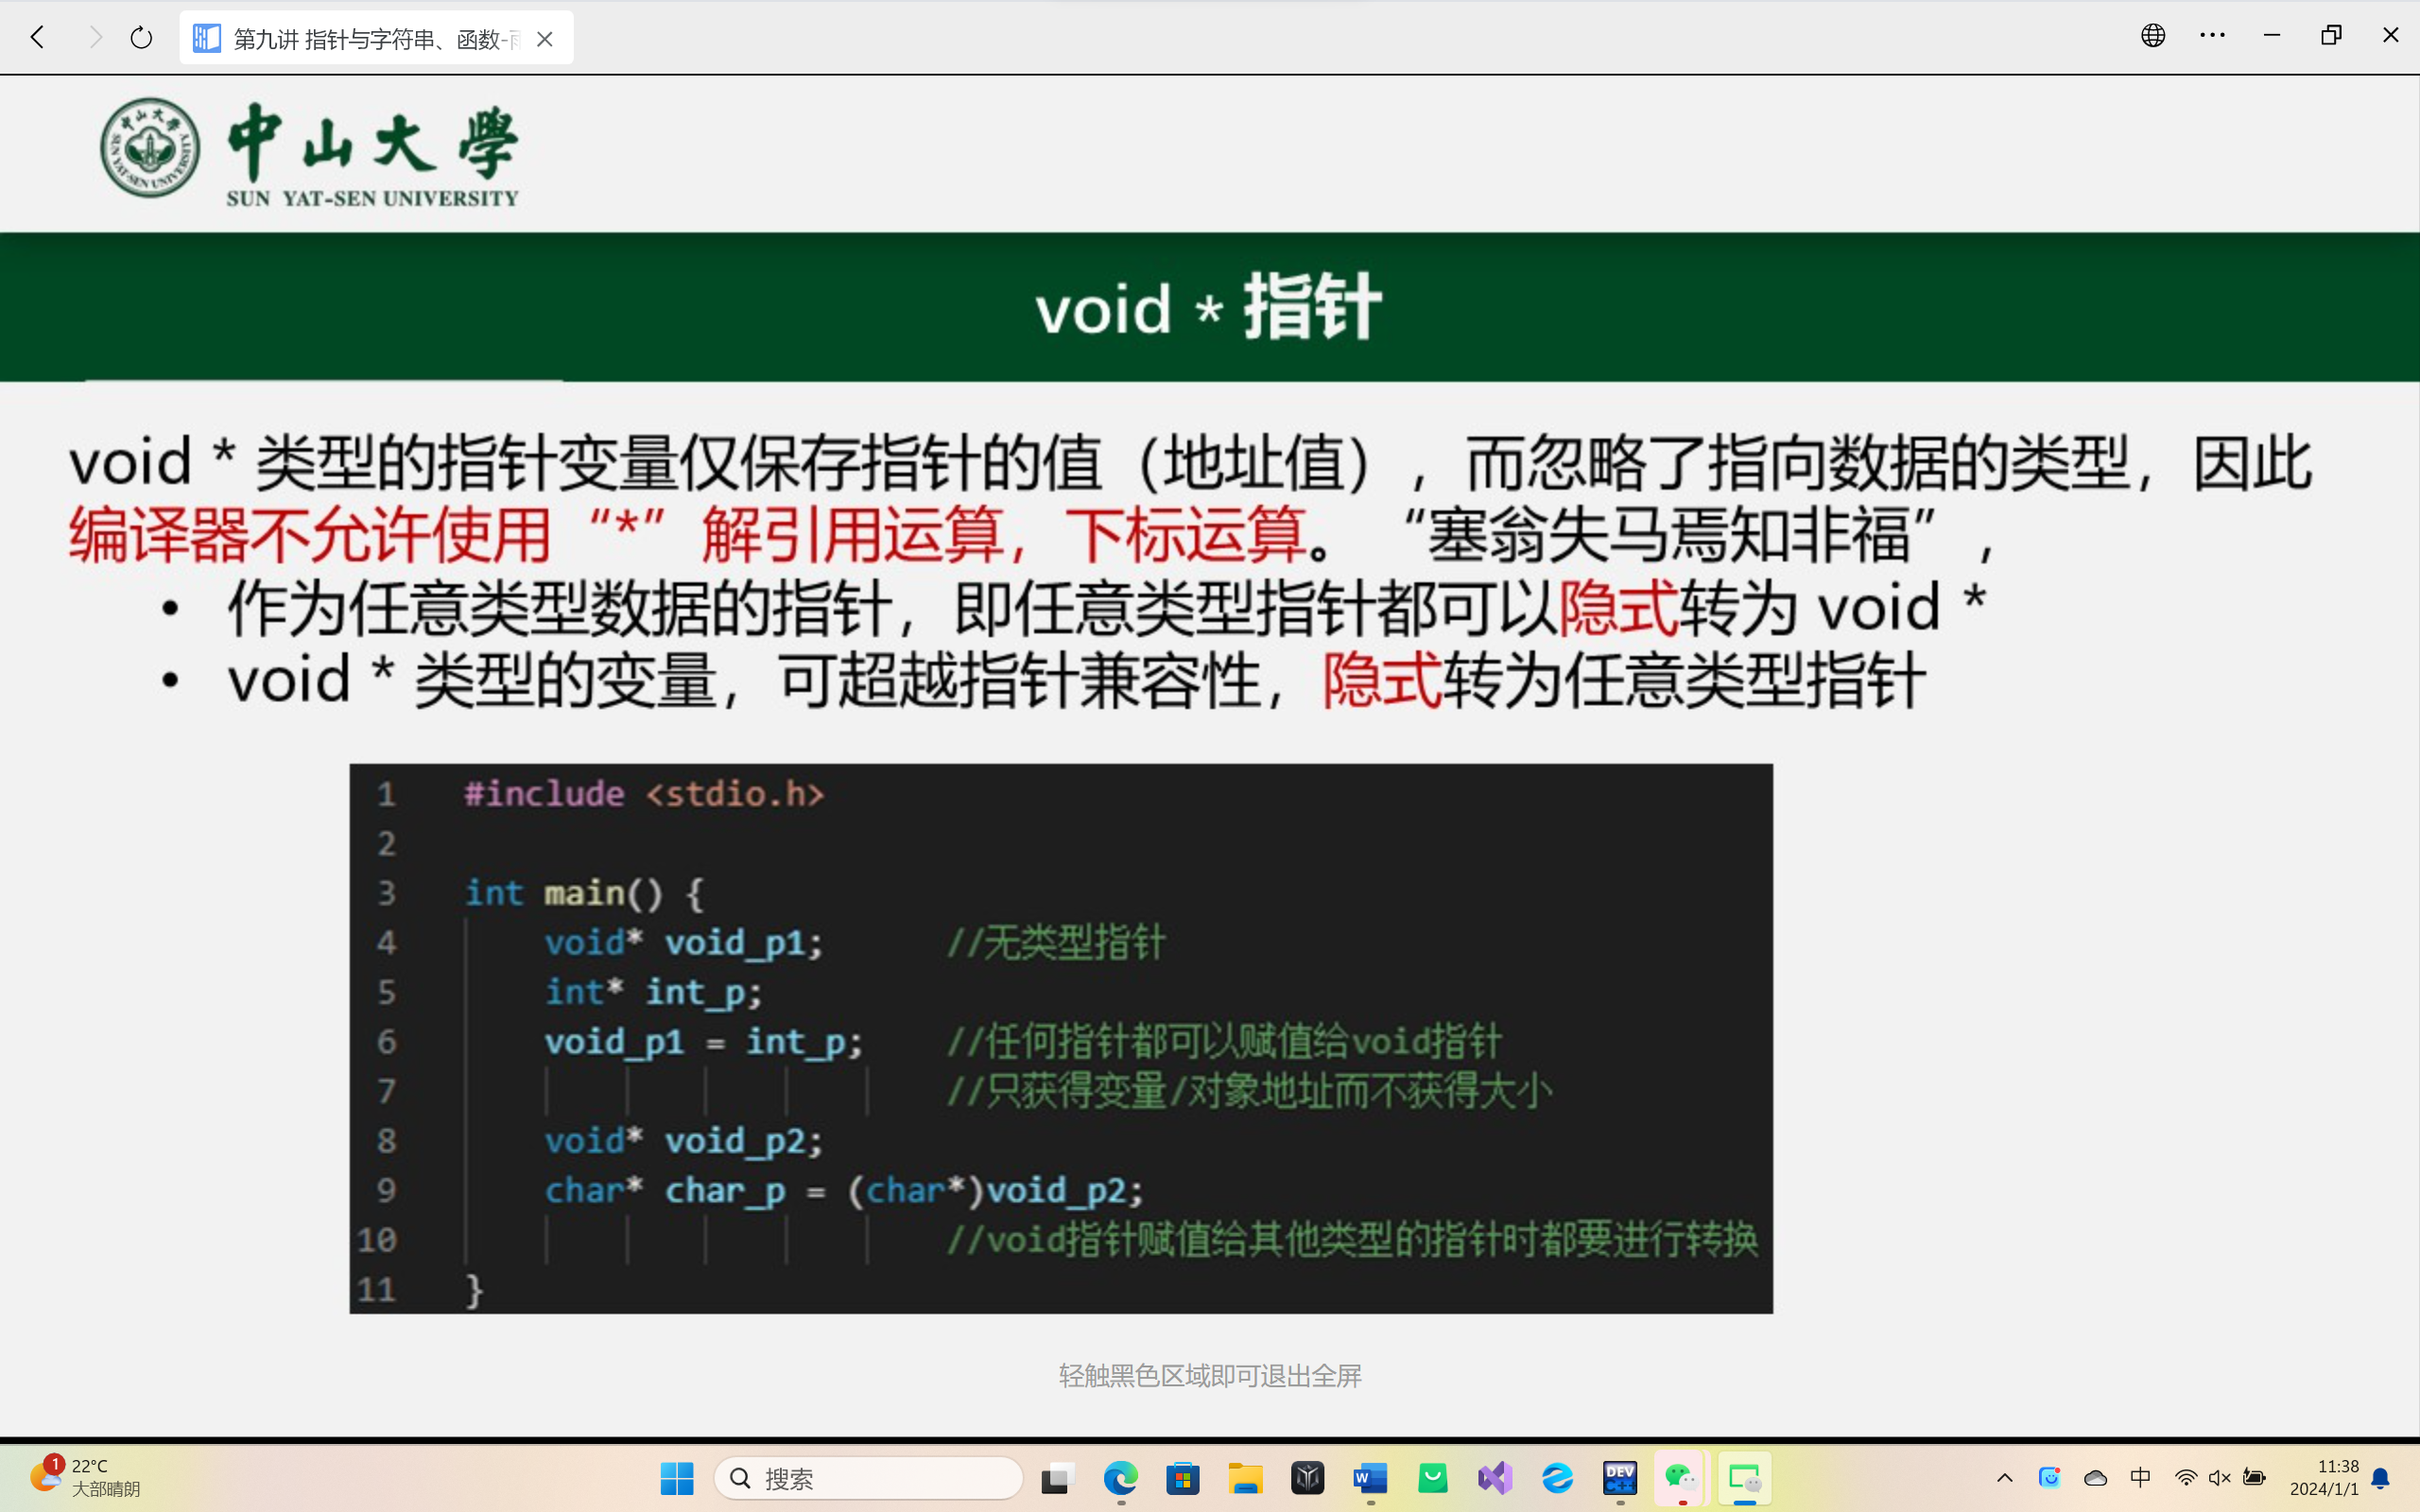 第九讲 指针与字符串、函数-
中山大學
SUN YAT-SEN UNIVERSITY
void * 指针
void * 类型的指针变量仅保存指针的值（地址值），而忽略了指向数据的类型，因此
编译器不允许使用“*”解引用运算，下标运算。“塞翁失马焉知非福”，
• 作为任意类型数据的指针，即任意类型指针都可以隐式转为 void *
• void * 类型的变量，可超越指针兼容性，隐式转为任意类型指针
1 #include <stdio.h>
2
3 int main() {
4 void* void_p1; //无类型指针
5 int* int_p;
6 void_p1 = int_p; //任何指针都可以赋值给void指针
7 //只获得变量/对象地址而不获得大小
8 void* void_p2;
9 char* char_p = (char*)void_p2;
10 //void指针赋值给其他类型的指针时都要进行转换
11 }
轻触黑色区域即可退出全屏
1
22°C
大部晴朗
搜索
W
DEV
C++
中
11:38
2024/1/1